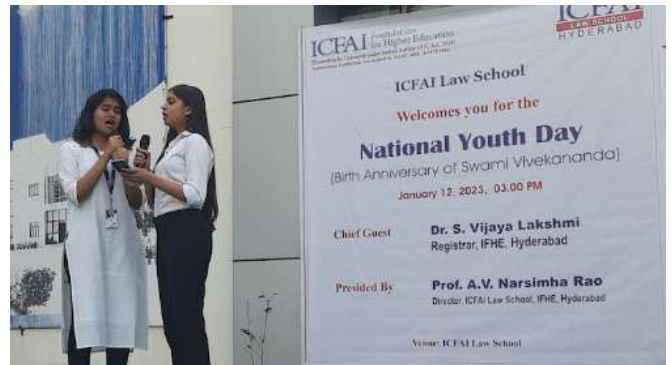 ICFAI Foundation
for Higher Education
ICFAI
LAW SCHOOL
HYDERABAD
ICFAI Law School
Welcomes you for the
National Youth Day
(Birth Anniversary of Swami Vivekananda]
January 12, 2023, 03.00 PM
Chief Guest Dr. S. Vijaya Lakshmi
Registrar, IFHE, Hyderabad
Presided By Prof. A.V. Narsimha Rao
Director, ICFAI Law School, IFHE, Hyderabad
Venue: ICFAI Law School